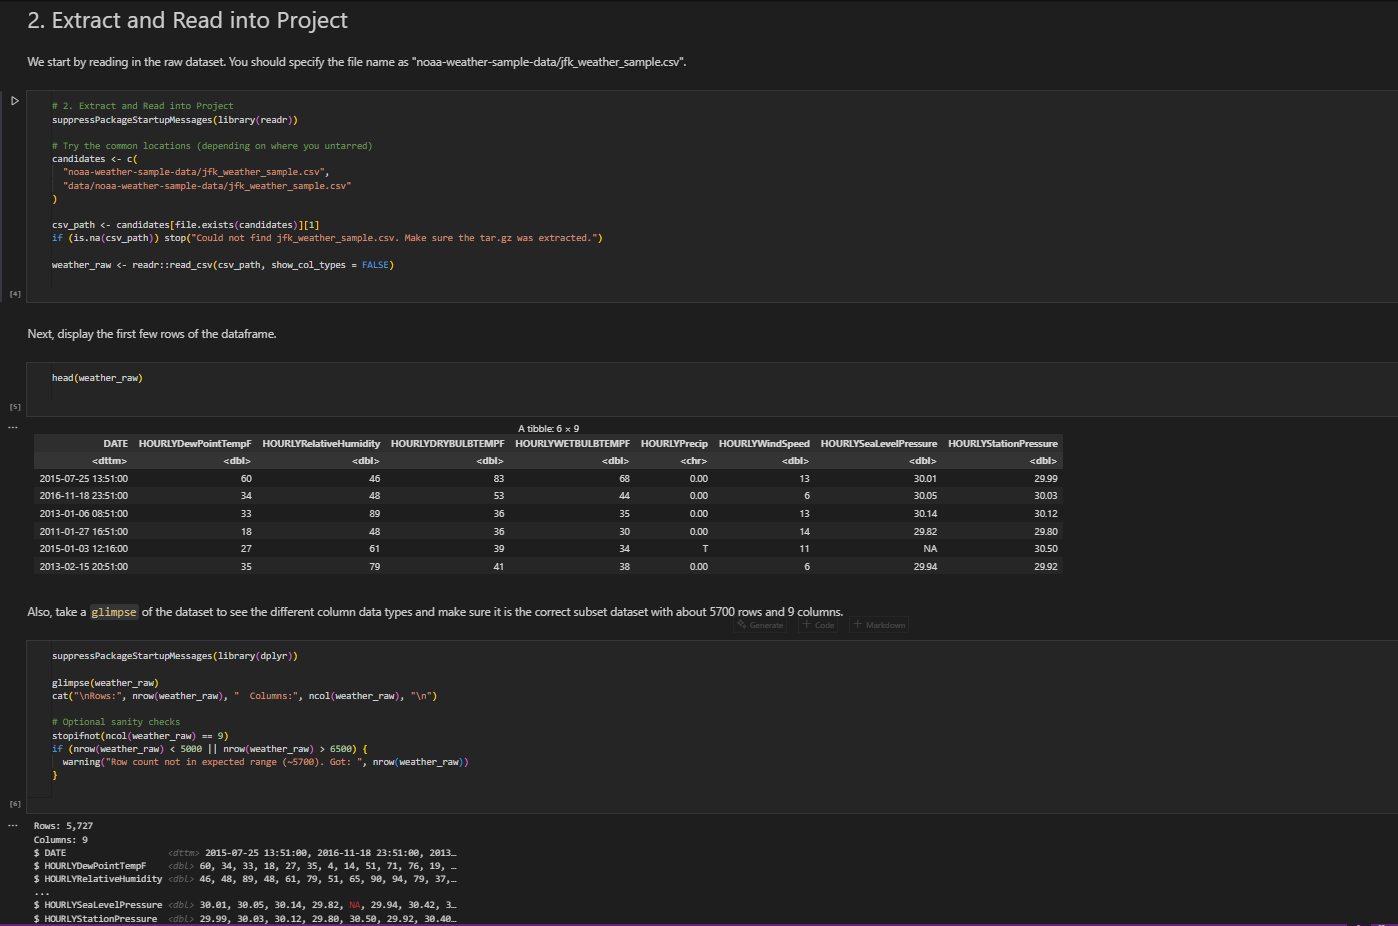 2. Extract and Read into Project
We start by reading in the raw dataset. You should specify the file name as "noaa-weather-sample-data/jfk_weather_sample.csv".
# 2. Extract and Read into Project
suppressPackageStartupMessages(library(readr))
# Try the common locations (depending on where you untarred)
candidates <- c(
"noaa-weather-sample-data/jfk_weather_sample.csv",
"data/noaa-weather-sample-data/jfk_weather_sample.csv"
)
csv_path <- candidates[file.exists(candidates)][1]
if (is.na(csv_path)) stop("Could not find jfk_weather_sample.csv. Make sure the tar.gz was extracted.")
weather_raw <- readr::read_csv(csv_path, show_col_types = FALSE)
[4]
Next, display the first few rows of the dataframe.
head(weather_raw)
[5]
...
A tibble: 6 × 9
DATE HOURLYDewPointTempF HOURLYRelativeHumidity HOURLYDRYBULBTEMPF HOURLYWETBULBTEMPF HOURLYPrecip HOURLYWindSpeed HOURLYSeaLevelPressure HOURLYStationPressure
<dttm> <dbl> <dbl> <dbl> <dbl> <chr> <dbl> <dbl> <dbl>
2015-07-25 13:51:00 60 46 83 68 0.00 13 30.01 29.99
2016-11-18 23:51:00 34 48 53 44 0.00 6 30.05 30.03
2013-01-06 08:51:00 33 89 36 35 0.00 13 30.14 30.12
2011-01-27 16:51:00 18 48 36 30 0.00 14 29.82 29.80
2015-01-03 12:16:00 27 61 39 34 T 11 NA 30.50
2013-02-15 20:51:00 35 79 41 38 0.00 6 29.94 29.92
Also, take a glimpse of the dataset to see the different column data types and make sure it is the correct subset dataset with about 5700 rows and 9 columns.
Generate + Code + Markdown
suppressPackageStartupMessages(library(dplyr))
glimpse(weather_raw)
cat("\nRows:", nrow(weather_raw), "  Columns:", ncol(weather_raw), "\n")
# Optional sanity checks
stopifnot(ncol(weather_raw) == 9)
if (nrow(weather_raw) < 5000 || nrow(weather_raw) > 6500) {
warning("Row count not in expected range (~5700). Got: ", nrow(weather_raw))
}
[6]
...
Rows: 5,727
Columns: 9
$ DATE <dttm> 2015-07-25 13:51:00, 2016-11-18 23:51:00, 2013…
$ HOURLYDewPointTempF <dbl> 60, 34, 33, 18, 27, 35, 4, 14, 51, 71, 76, 19, …
$ HOURLYRelativeHumidity <dbl> 46, 48, 89, 48, 61, 79, 51, 65, 90, 94, 79, 37,…
...
$ HOURLYSeaLevelPressure <dbl> 30.01, 30.05, 30.14, 29.82, NA, 29.94, 30.42, 3…
$ HOURLYStationPressure <dbl> 29.99, 30.03, 30.12, 29.80, 30.50, 29.92, 30.40…